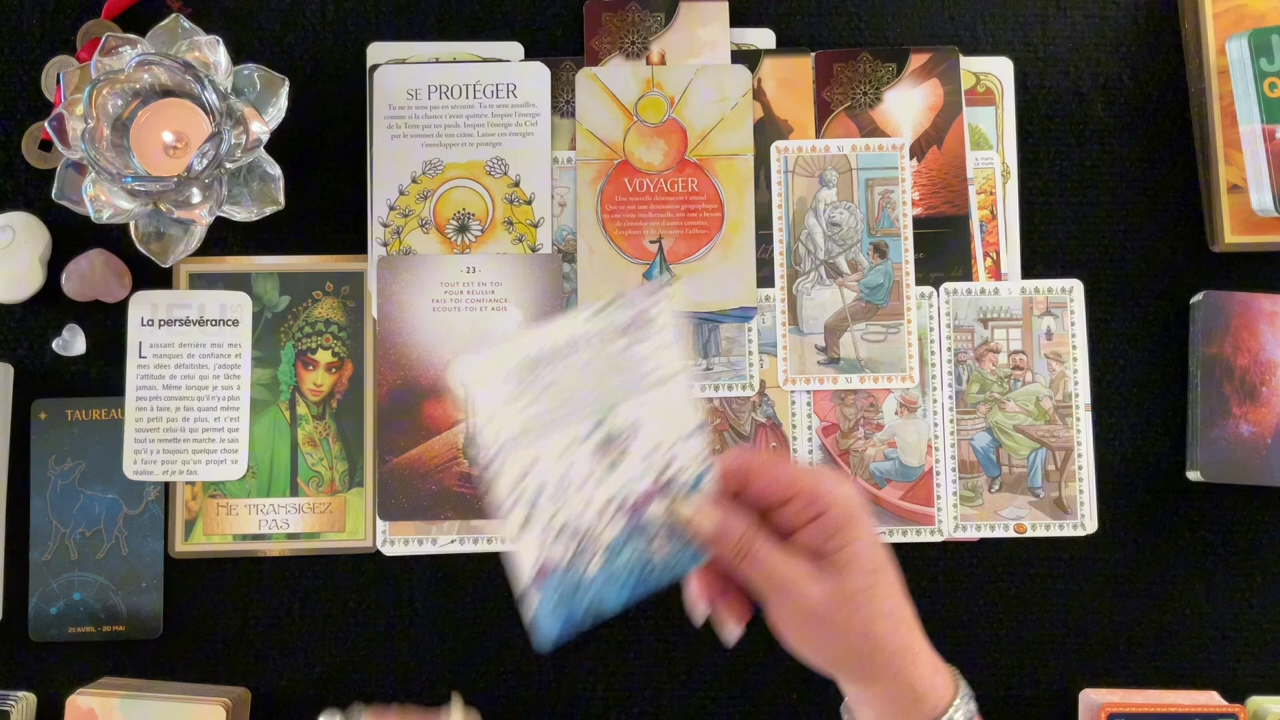 SE PROTÉGER
Tu ne te sens pas en sécurité. Tu te sens assaillie,
comme si la chance t'avait quittée. Inspire l'énergie
de la Terre par tes pieds. Inspire l'énergie du Ciel
par le sommet de ton crâne. Laisse ces énergies
t'envelopper et te protéger.
VOYAGER
Une nouvelle destination t'attend.
Que ce soit une destination géographique
ou une voie intellectuelle, ton âme a besoin
de s'envoler vers d'autres contrées,
d'explorer et de découvrir l'ailleurs.
XI
XI
5
- 23 -
TOUT EST EN TOI
POUR RÉUSSIR
FAIS-TOI CONFIANCE,
ECOUTE-TOI ET AGIS.
La persévérance
Laissant derrière moi mes
manques de confiance et
mes idées défaitistes, j'adopte
l'attitude de celui qui ne lâche
jamais. Même lorsque je suis à
peu près convaincu qu'il n'y a plus
rien à faire, je fais quand même
un petit pas de plus, et c'est
souvent celui-là qui permet que
tout se remette en marche. Je sais
qu'il y a toujours quelque chose
à faire pour qu'un projet se
réalise... et je le fais.
NE TRANSIGEZ
PAS
TAUREAU
21 AVRIL - 20 MAI